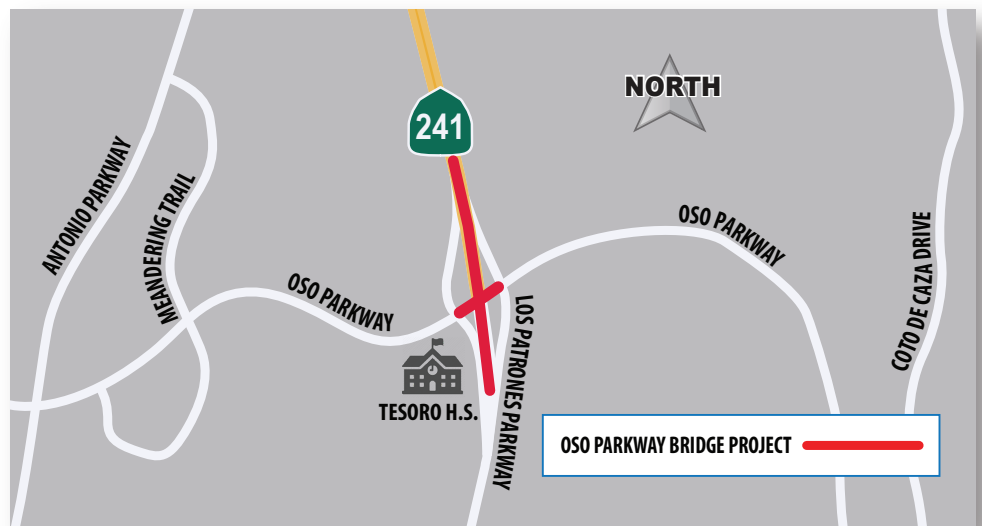 241
NORTH
ANTONIO PARKWAY
MEANDERING TRAIL
OSO PARKWAY
OSO PARKWAY
COTO DE CAZA DRIVE
LOS PATRONES PARKWAY
TESORO H.S.
OSO PARKWAY BRIDGE PROJECT